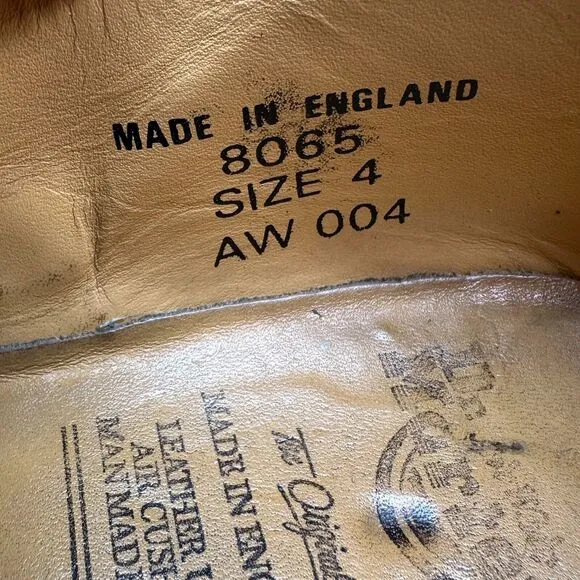 MADE IN ENGLAND
8065
SIZE 4
AW 004
The Original
MADE IN ENG
LEATHER U
AIR CUSH
MAN MAD